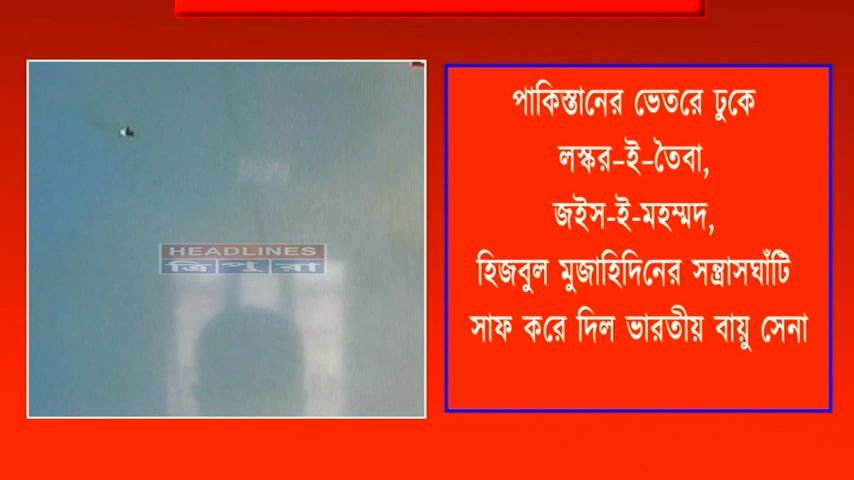 HEADLINES
ত্রিপুরা
পাকিস্তানের ভেতরে ঢুকে
লস্কর-ই-তৈবা,
জইস-ই-মহম্মদ,
হিজবুল মুজাহিদিনের সন্ত্রাসঘাঁটি
সাফ করে দিল ভারতীয় বায়ু সেনা